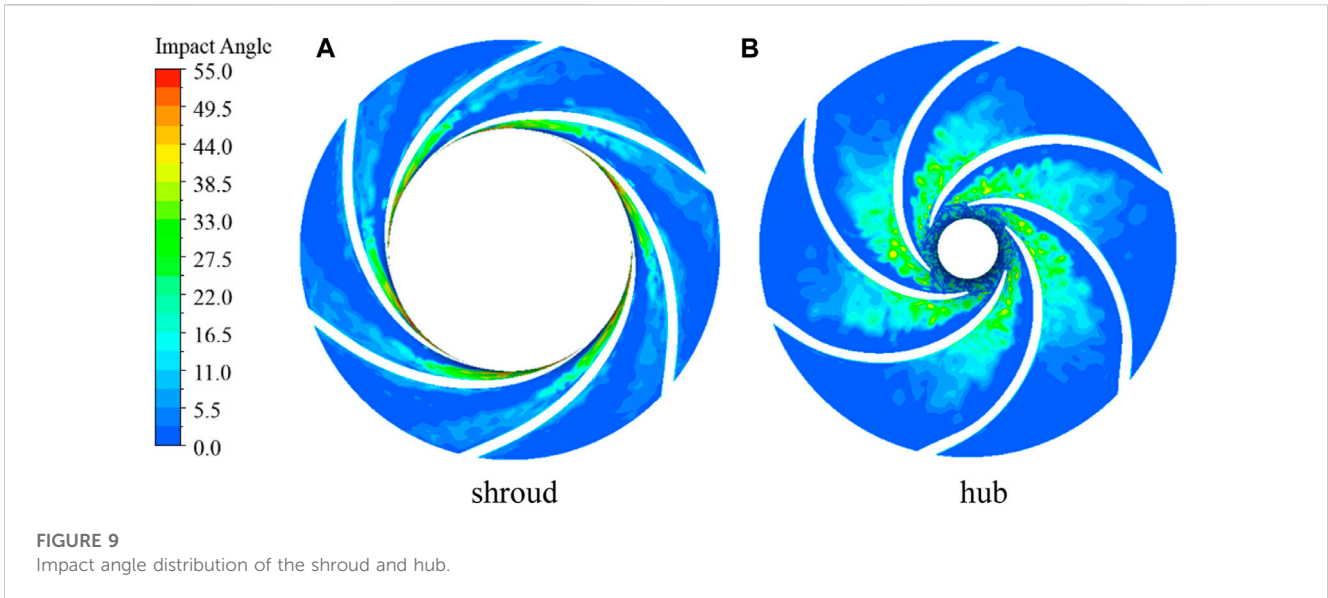 Impact Angle
55.0
49.5
44.0
38.5
33.0
27.5
22.0
16.5
11.0
5.5
0.0
A
B
shroud
hub
FIGURE 9
Impact angle distribution of the shroud and hub.